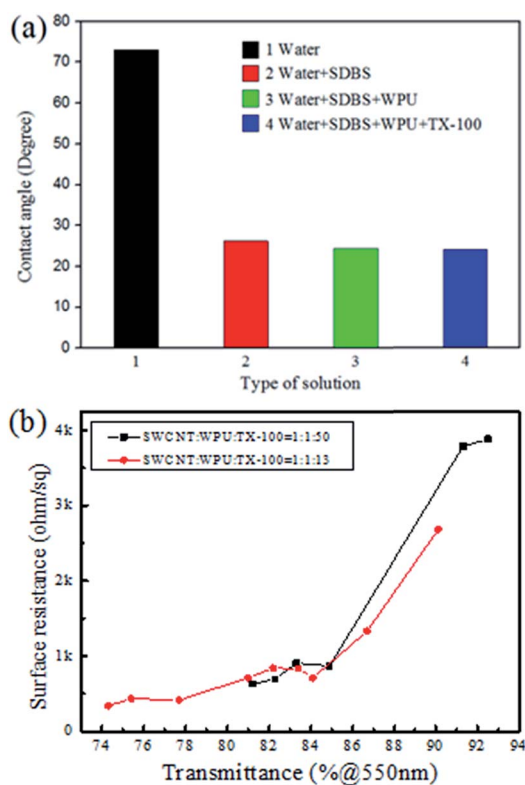 (a)
80
70
60
50
40
30
20
10
0
Contact angle (Degree)
1 Water
2 Water+SDBS
3 Water+SDBS+WPU
4 Water+SDBS+WPU+TX-100
1 2 3 4
Type of solution
(b)
4k
3k
2k
1k
0
Surface resistance (ohm/sq)
SWCNT:WPU:TX-100=1:1:50
SWCNT:WPU:TX-100=1:1:13
74 76 78 80 82 84 86 88 90 92 94
Transmittance (%@550nm)